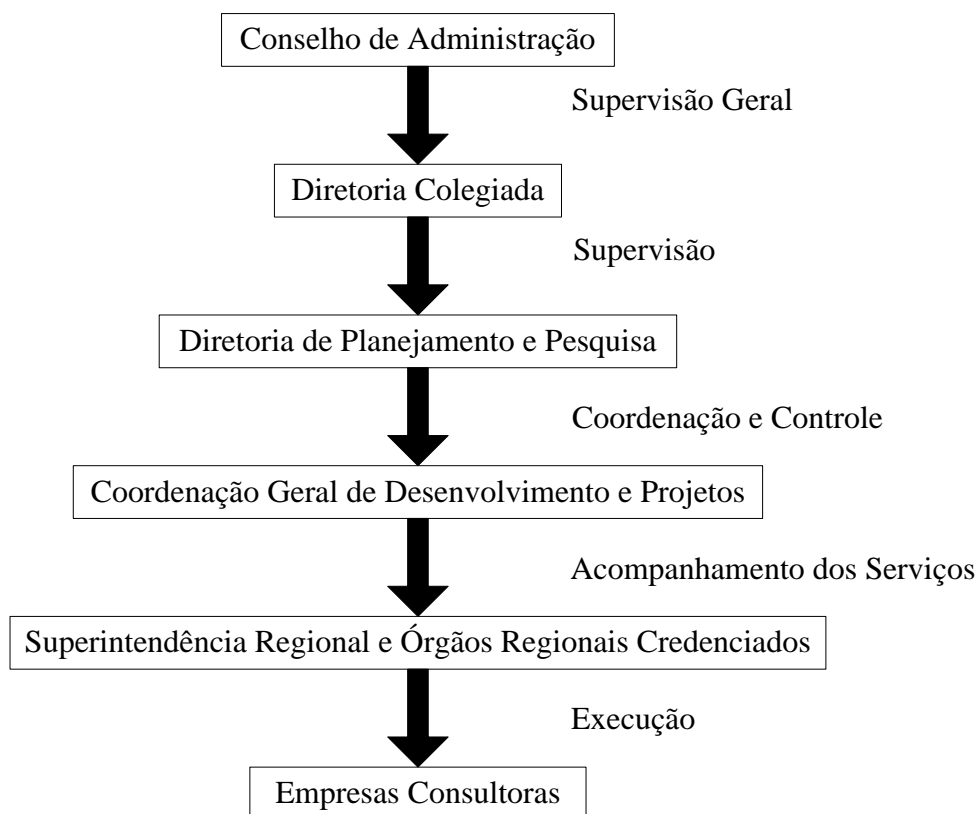 Conselho de Administração
Supervisão Geral
Diretoria Colegiada
Supervisão
Diretoria de Planejamento e Pesquisa
Coordenação e Controle
Coordenação Geral de Desenvolvimento e Projetos
Acompanhamento dos Serviços
Superintendência Regional e Órgãos Regionais Credenciados
Execução
Empresas Consultoras